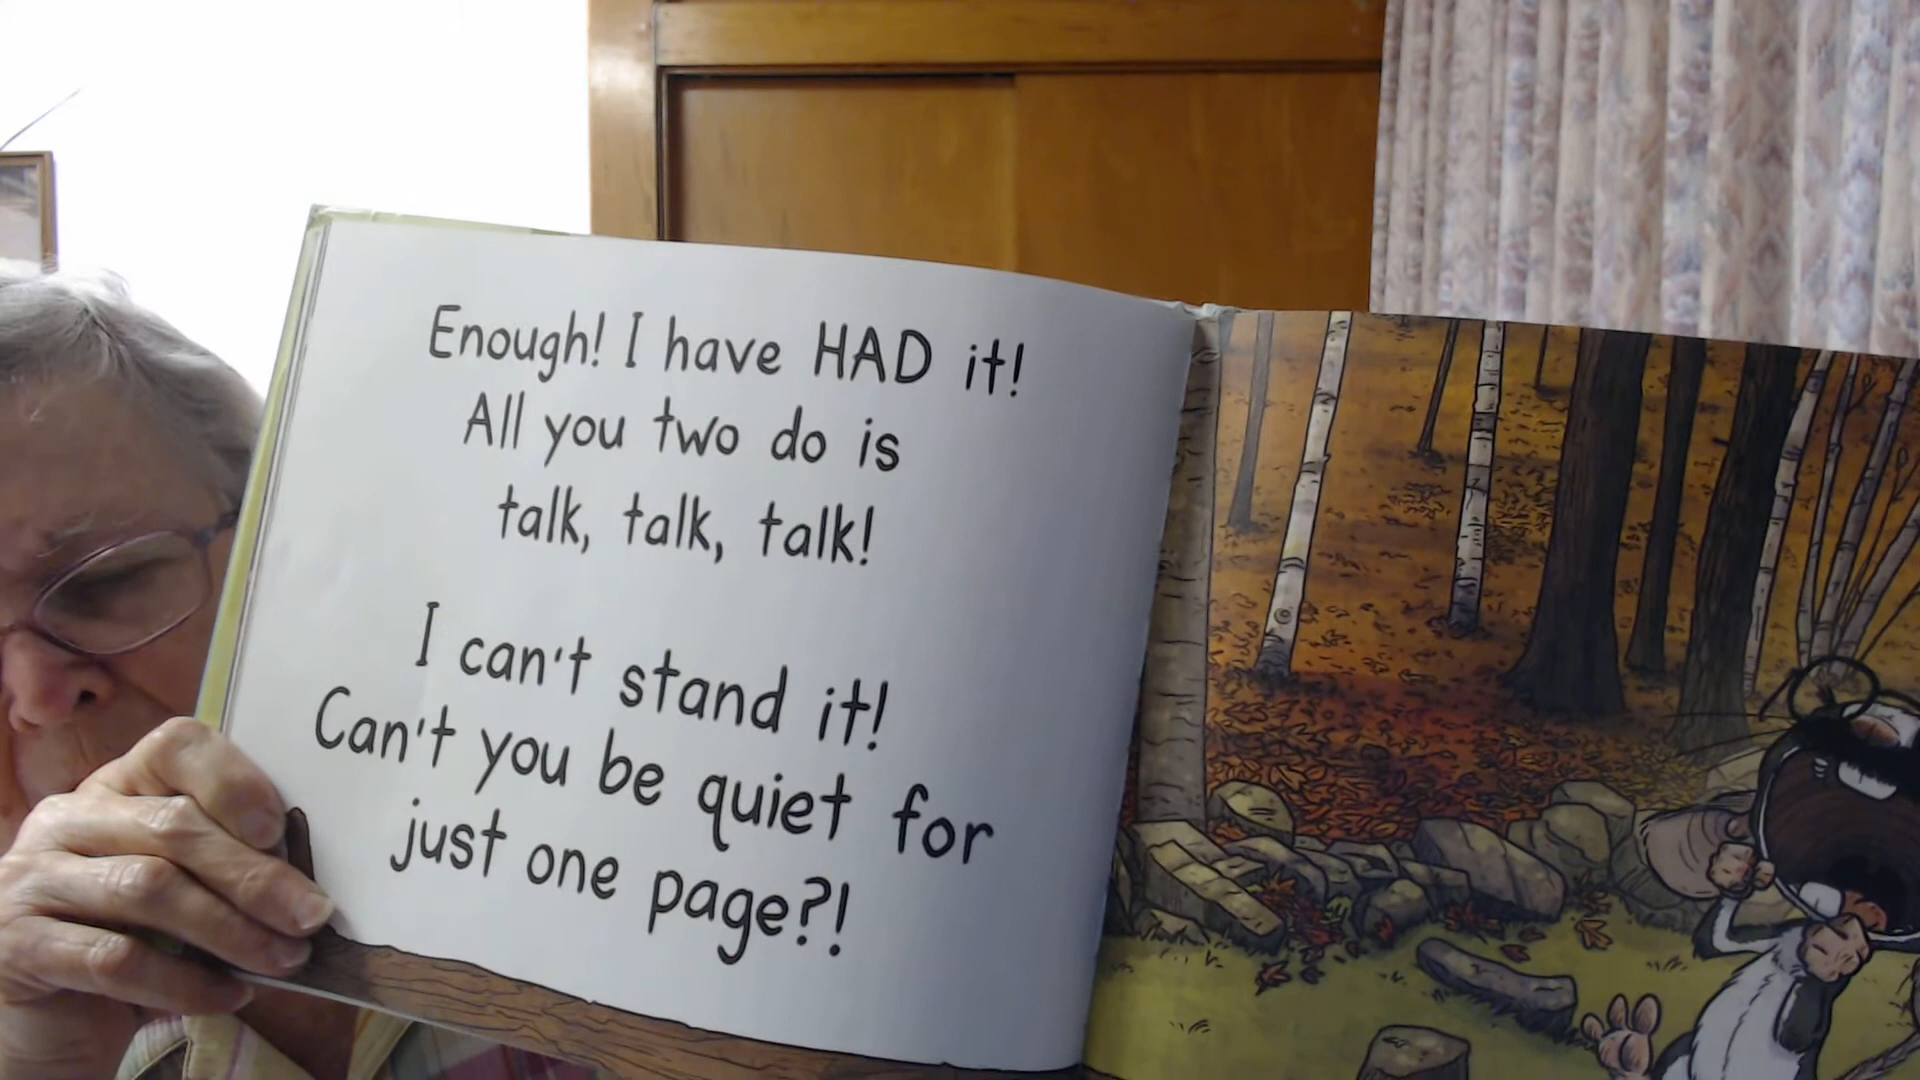 Enough! I have HAD it!
All you two do is
talk, talk, talk!
I can't stand it!
Can't you be quiet for
just one page?!